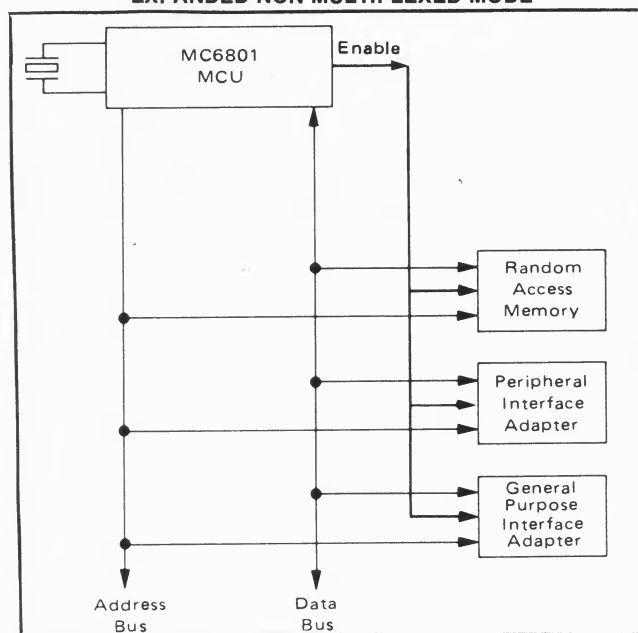 EXPANDED NON-MULTIPLEXED MODE
MC6801
MCU
Enable
Random
Access
Memory
Peripheral
Interface
Adapter
General
Purpose
Interface
Adapter
Address
Bus
Data
Bus